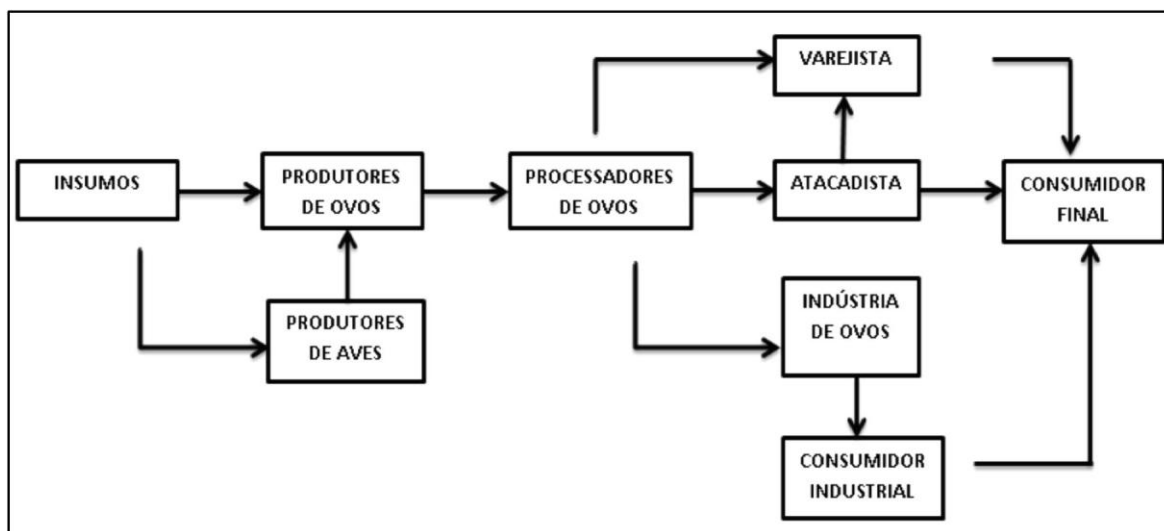 VAREJISTA
INSUMOS
PRODUTORES
DE OVOS
PROCESSADORES
DE OVOS
ATACADISTA
CONSUMIDOR
FINAL
PRODUTORES
DE AVES
INDÚSTRIA
DE OVOS
CONSUMIDOR
INDUSTRIAL